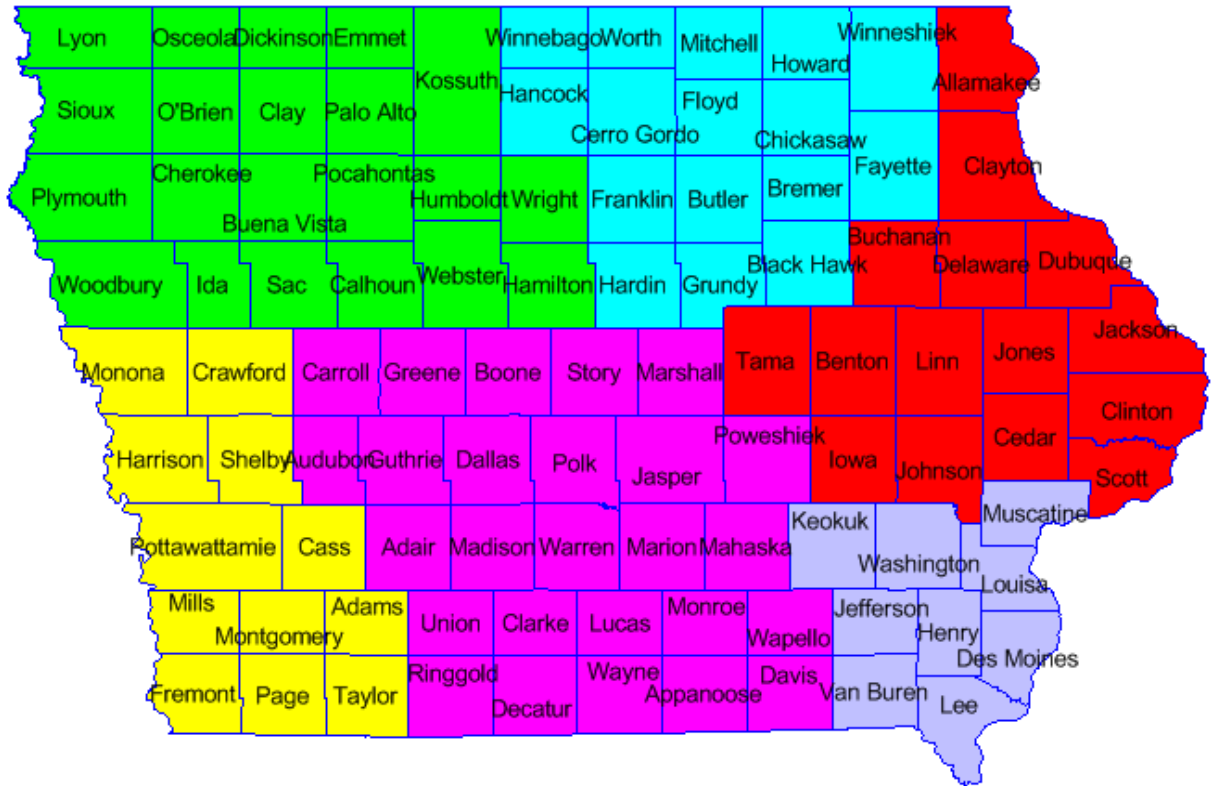 Lyon Osceola Dickinson Emmet Winnebago Worth Mitchell Winneshiek
Kossuth Howard Allamakee
Sioux O'Brien Clay Palo Alto Hancock Floyd
Cerro Gordo Chickasaw
Plymouth Cherokee Pocahontas Humboldt Wright Franklin Butler Bremer Fayette Clayton
Buena Vista
Woodbury Ida Sac Calhoun Webster Hamilton Hardin Grundy Black Hawk Buchanan Delaware Dubuque
Monona Crawford Carroll Greene Boone Story Marshall Tama Benton Linn Jones Jackson
Harrison Shelby Audubon Guthrie Dallas Polk Jasper Poweshiek Iowa Johnson Cedar Clinton
Scott
Pottawattamie Cass Adair Madison Warren Marion Mahaska Keokuk Washington Muscatine
Louisa
Mills Montgomery Adams Union Clarke Lucas Monroe Wapello Jefferson Henry Des Moines
Fremont Page Taylor Ringgold Decatur Wayne Appanoose Davis Van Buren Lee